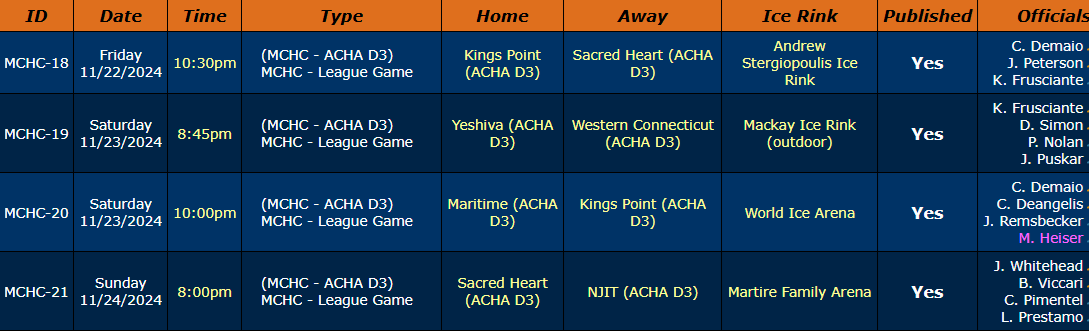 ID Date Time Type Home Away Ice Rink Published Officials
MCHC-18 Friday 11/22/2024 10:30pm (MCHC - ACHA D3) MCHC - League Game Kings Point (ACHA D3) Sacred Heart (ACHA D3) Andrew Stergiopoulis Ice Rink Yes C. Demaio J. Peterson K. Frusciante
MCHC-19 Saturday 11/23/2024 8:45pm (MCHC - ACHA D3) MCHC - League Game Yeshiva (ACHA D3) Western Connecticut (ACHA D3) Mackay Ice Rink (outdoor) Yes K. Frusciante D. Simon P. Nolan J. Puskar
MCHC-20 Saturday 11/23/2024 10:00pm (MCHC - ACHA D3) MCHC - League Game Maritime (ACHA D3) Kings Point (ACHA D3) World Ice Arena Yes C. Demaio C. Deangelis J. Remsbecker M. Heiser
MCHC-21 Sunday 11/24/2024 8:00pm (MCHC - ACHA D3) MCHC - League Game Sacred Heart (ACHA D3) NJIT (ACHA D3) Martire Family Arena Yes J. Whitehead B. Viccari C. Pimentel L. Prestamo